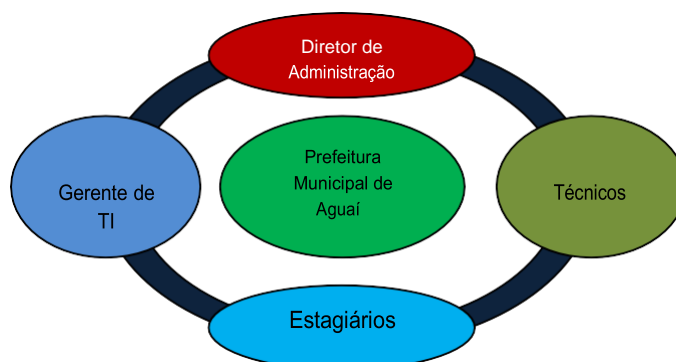 Diretor de
Administração
Prefeitura
Municipal de
Aguaí
Gerente de
TI
Técnicos
Estagiários